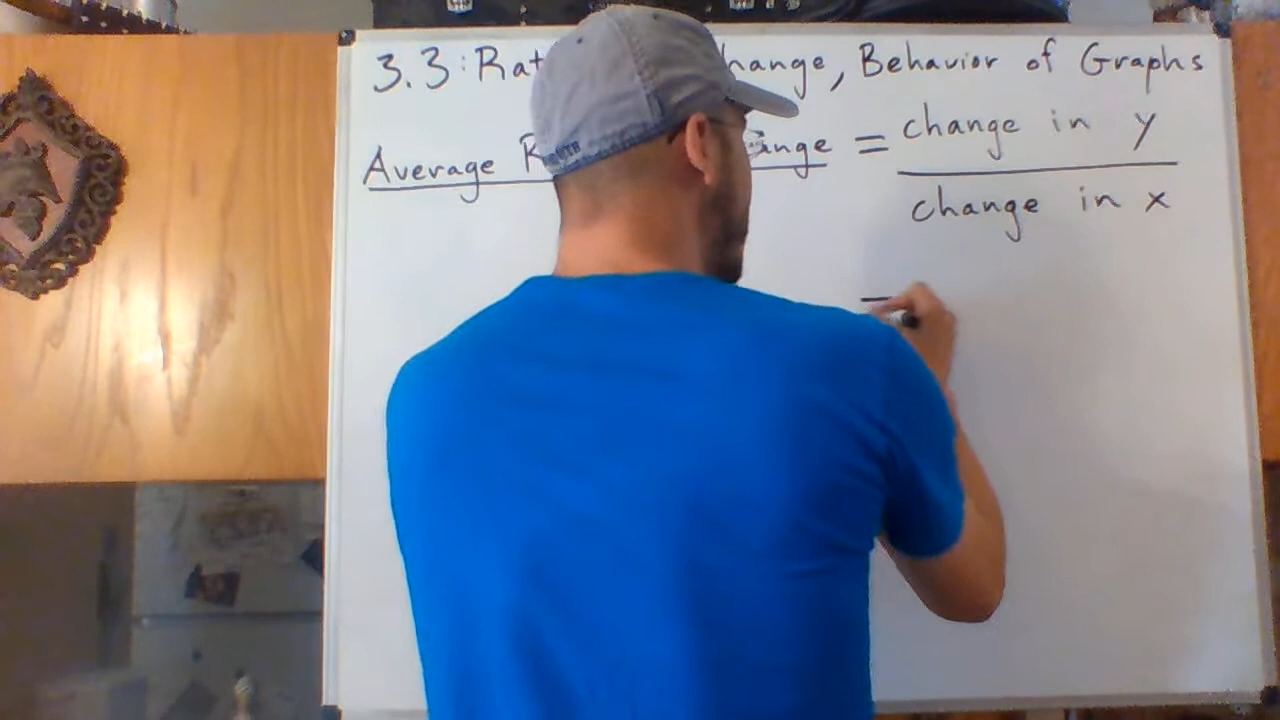 3.3: Rat hange, Behavior of Graphs
Average R ange = change in y
change in x